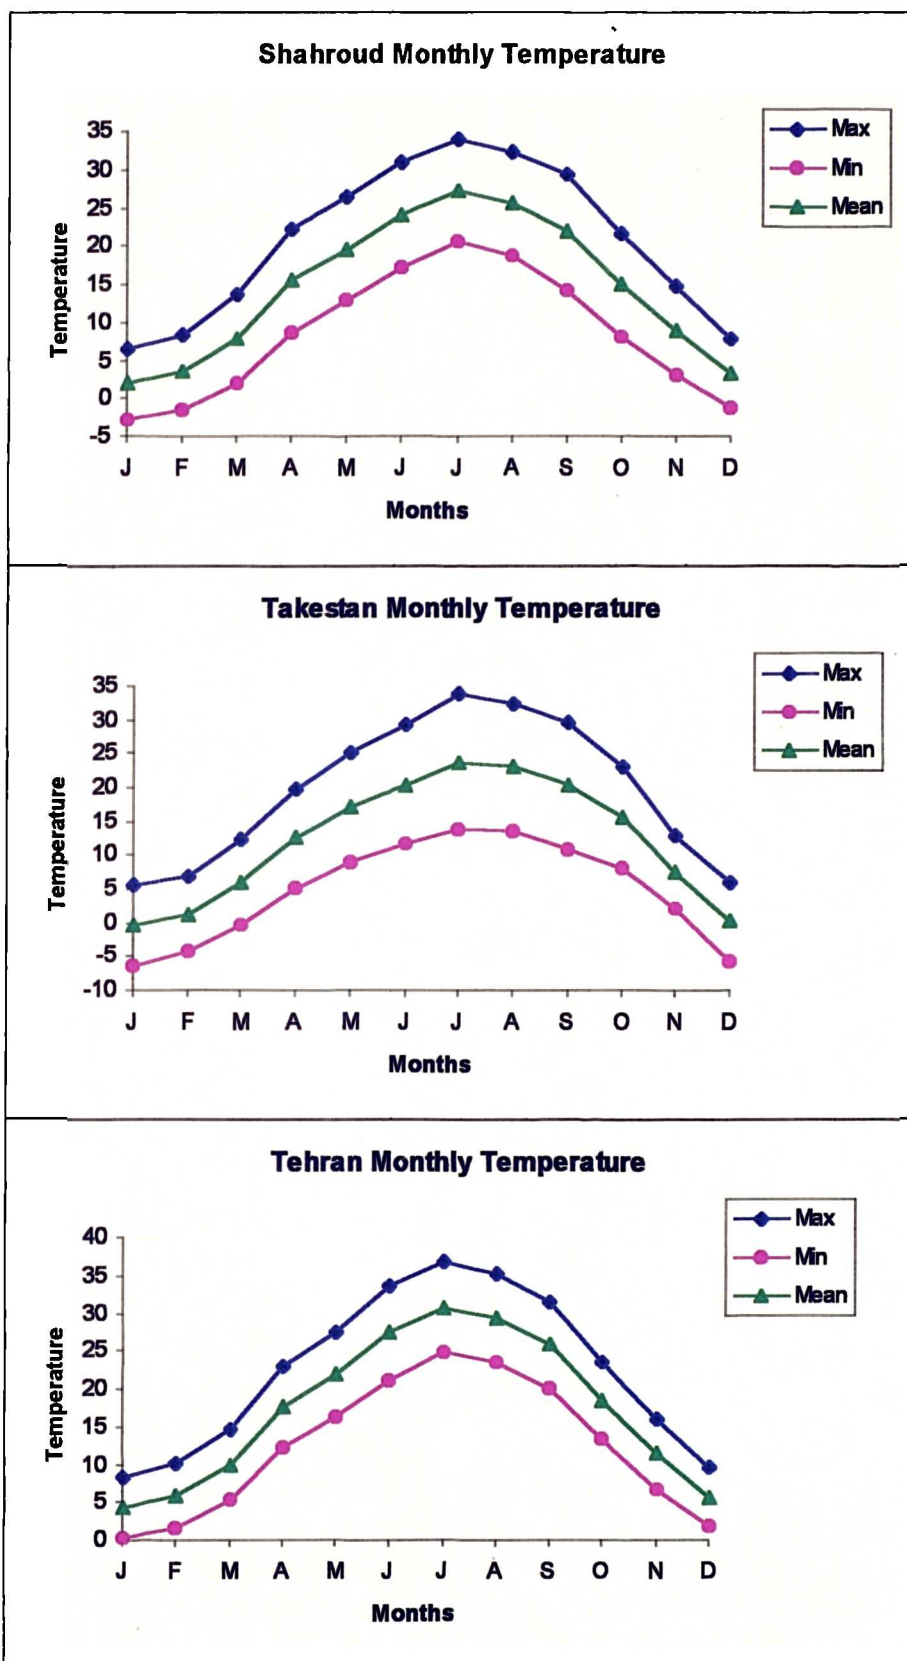 Shahroud Monthly Temperature
Max
Min
Mean
Temperature
35
30
25
20
15
10
5
0
-5
J F M A M J J A S O N D
Months
Takestan Monthly Temperature
Max
Min
Mean
Temperature
35
30
25
20
15
10
5
0
-5
-10
J F M A M J J A S O N D
Months
Tehran Monthly Temperature
Max
Min
Mean
Temperature
40
35
30
25
20
15
10
5
0
J F M A M J J A S O N D
Months